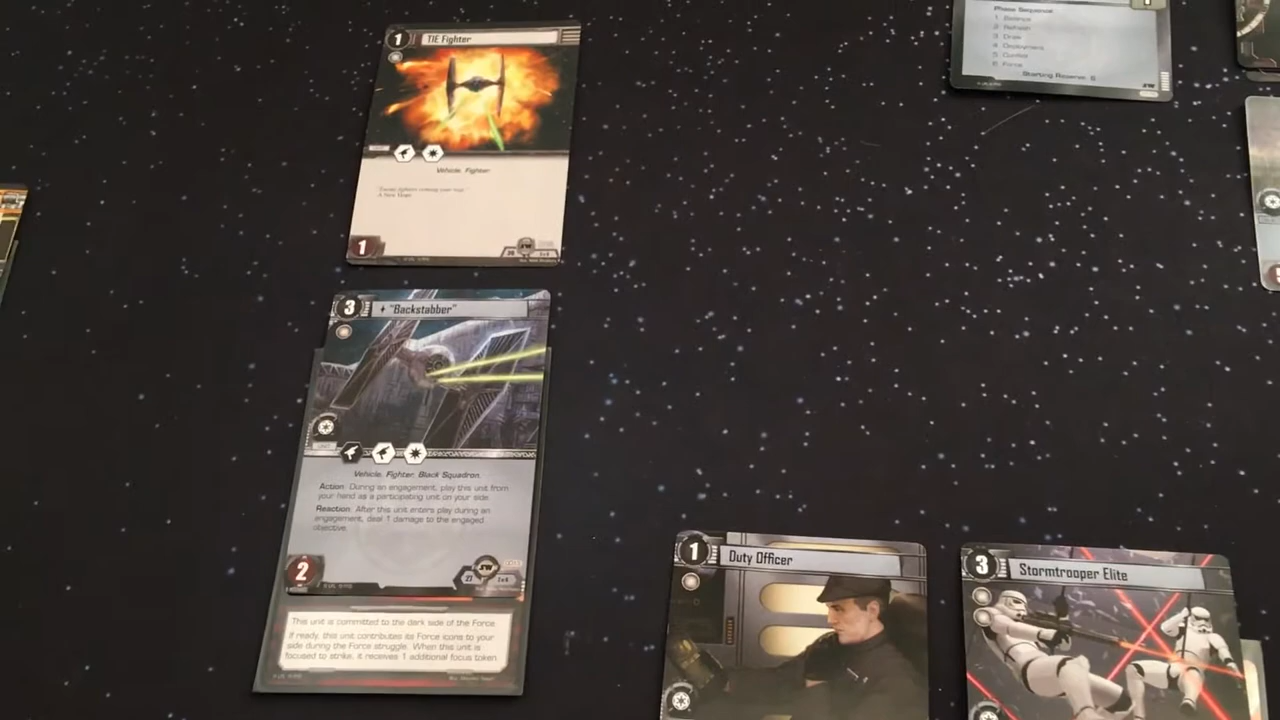 1 TIE Fighter
Vehicle. Fighter.
A New Hope
1
Phase Sequence
1 Balance
2 Refresh
3 Draw
4 Deployment
5 Conflict
6 Force
Starting Reserve: 6
3 "Backstabber"
Vehicle. Fighter. Black Squadron.
Action: During an engagement, play this unit from
your hand as a participating unit on your side.
Reaction: After this unit enters play during an
engagement, deal 1 damage to the engaged
objective.
2
This unit is committed to the dark side of the Force.
If ready, this unit contributes its Force icons to your
side during the Force struggle. When this unit is
focused to strike, it receives 1 additional focus token
1 Duty Officer
3 Stormtrooper Elite